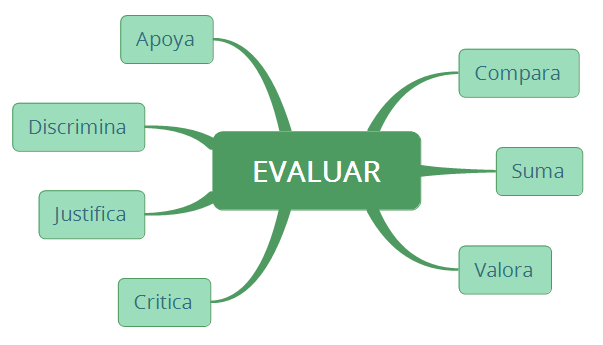 Apoya
Compara
Discrimina
EVALUAR
Suma
Justifica
Valora
Critica